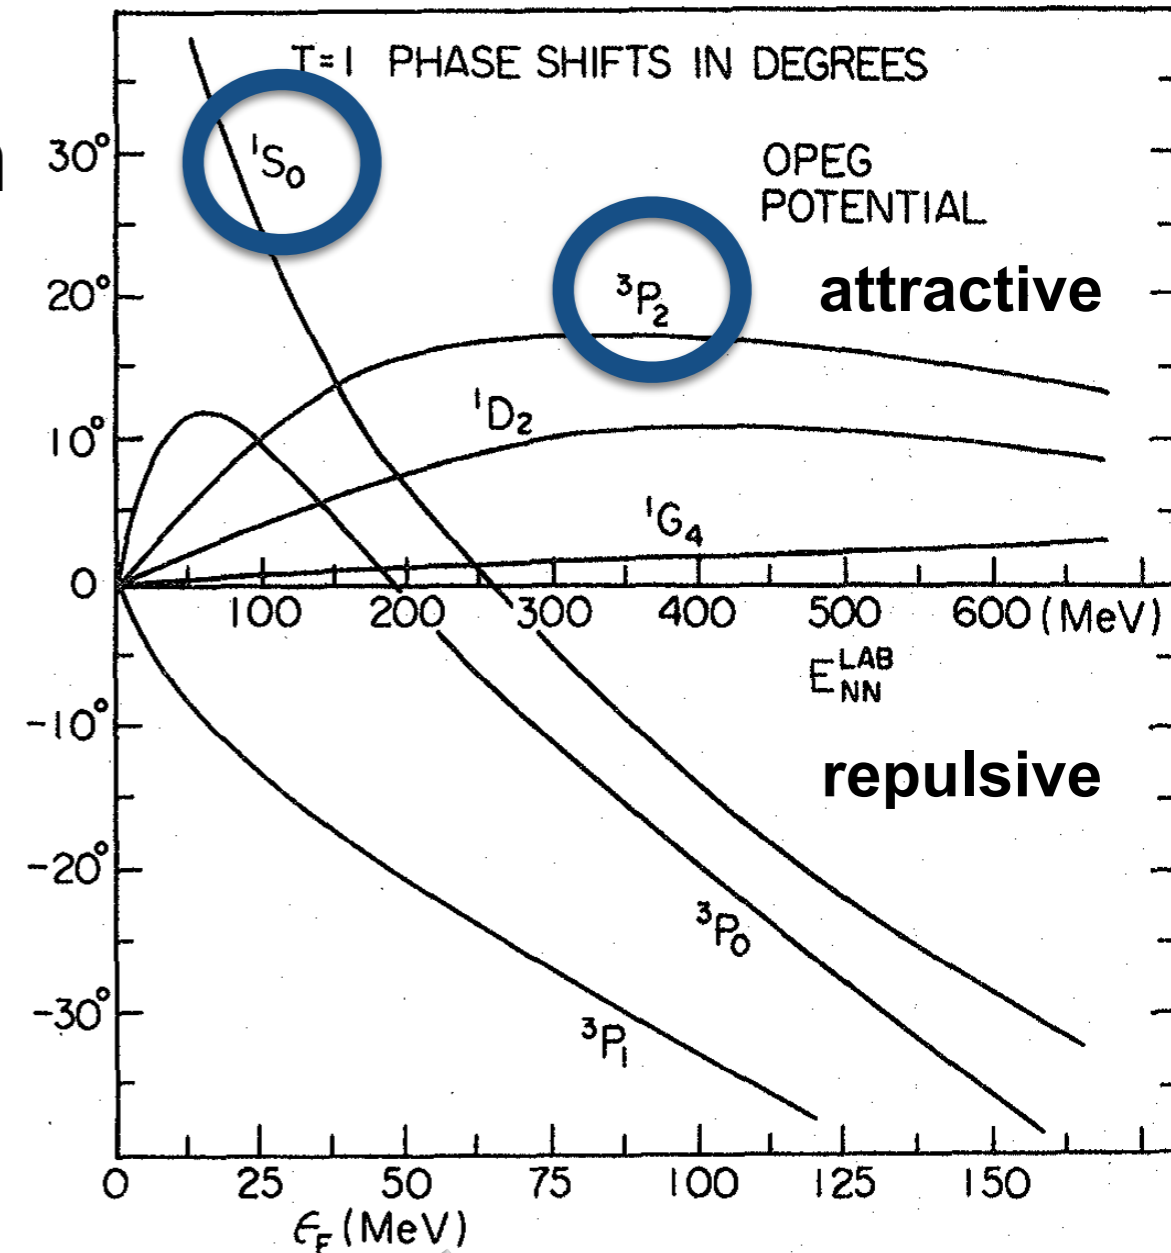 T=1 PHASE SHIFTS IN DEGREES
¹S₀
OPEG
POTENTIAL
³P₂
attractive
¹D₂
¹G₄
30°
20°
10°
0
-10°
-20°
-30°
100 200 300 400 500 600 (MeV)
E_NN^LAB
repulsive
³P₀
³P₁
0 25 50 75 100 125 150
ϵ_F (MeV)